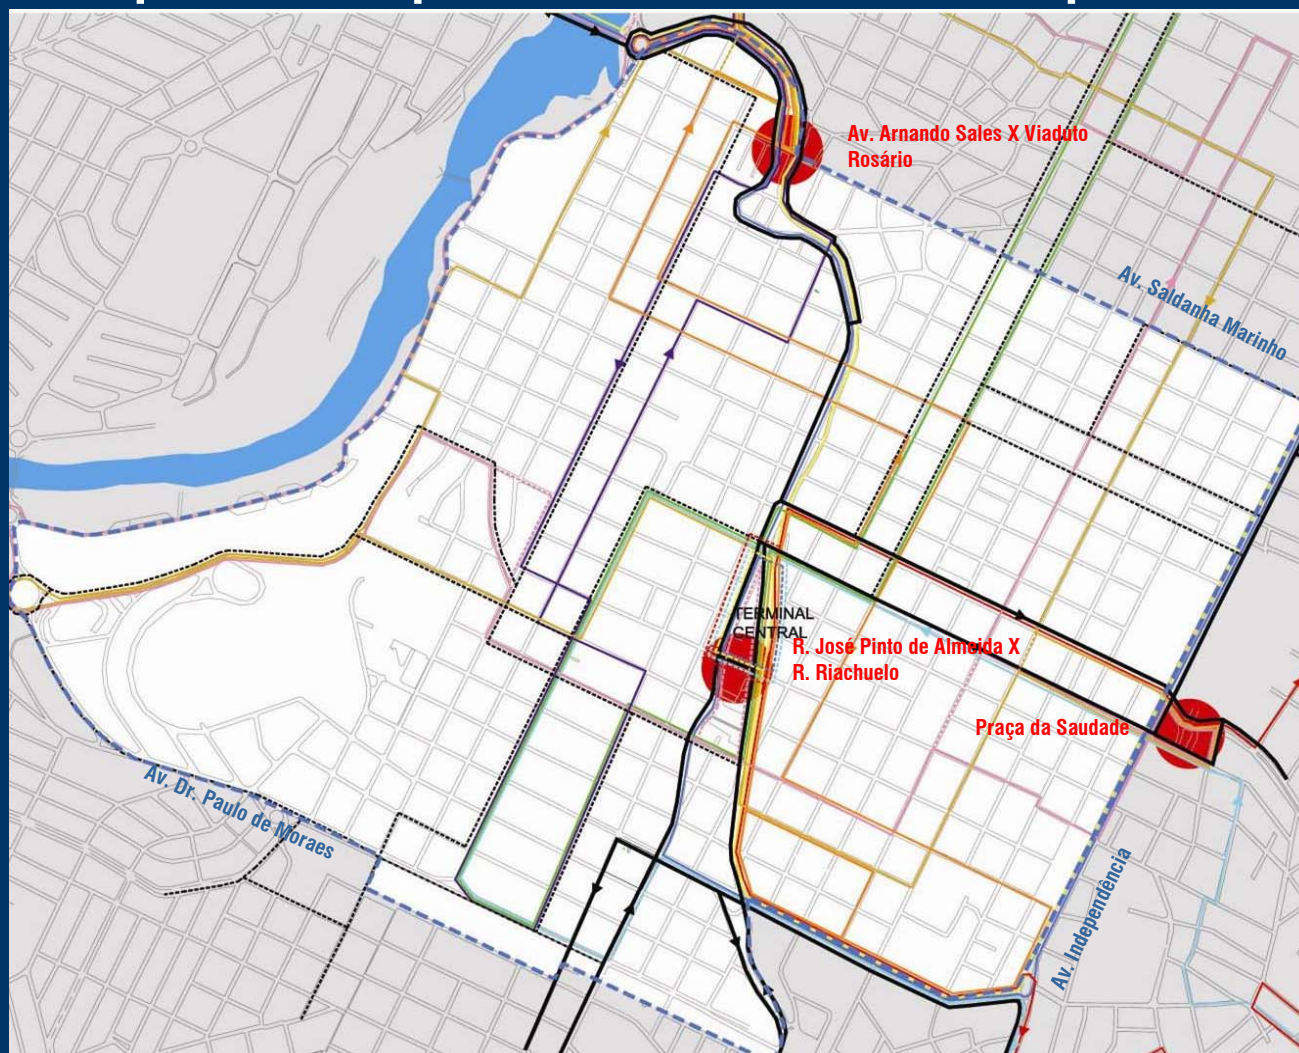 Av. Arnando Sales X Viaduto
Rosário
Av. Saldanha Marinho
TERMINAL
CENTRAL
R. José Pinto de Almeida X
R. Riachuelo
Praça da Saudade
Av. Dr. Paulo de Moraes
Av. Independência